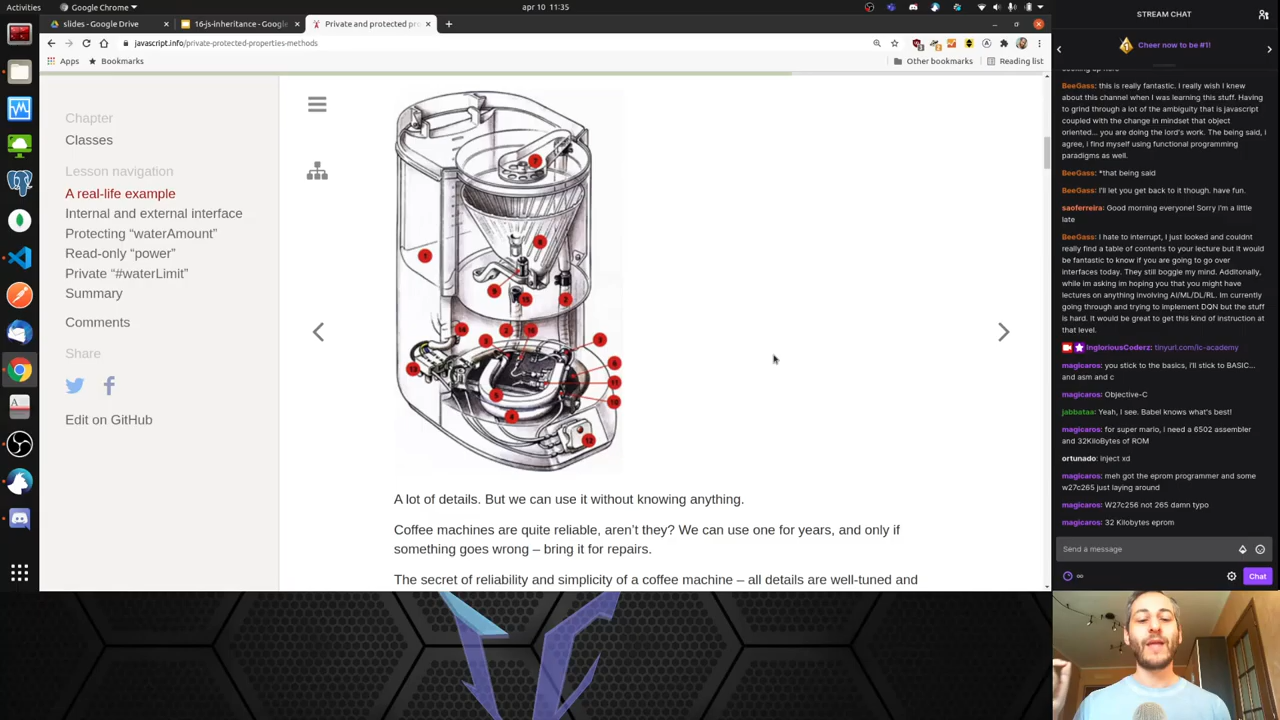 Activities
Google Chrome
apr 10 11:35
slides - Google Drive
16-js-inheritance - Google
Private and protected pr
javascript.info/private-protected-properties-methods
Apps
Bookmarks
Other bookmarks
Reading list
Chapter
Classes
Lesson navigation
A real-life example
Internal and external interface
Protecting “waterAmount”
Read-only “power”
Private “#waterLimit”
Summary
Comments
Share
Edit on GitHub
A lot of details. But we can use it without knowing anything.
Coffee machines are quite reliable, aren’t they? We can use one for years, and only if
something goes wrong – bring it for repairs.
The secret of reliability and simplicity of a coffee machine – all details are well-tuned and
STREAM CHAT
Cheer now to be #1!
BeeGass: this is really fantastic. I really wish I knew
about this channel when I was learning this stuff. Having
to grind through a lot of the ambiguity that is javascript
coupled with the change in mindset that object
oriented... you are doing the lord's work. The being said, I
agree, i find myself using functional programming
paradigms as well.
BeeGass: *that being said
BeeGass: I'll let you get back to it though. have fun.
saoferreira: Good morning everyone! Sorry i'm a little
late
BeeGass: I hate to interrupt, I just looked and couldnt
really find a table of contents to your lecture but it would
be fantastic to know if you are going to go over
interfaces today. They still boggle my mind. Additonally,
while im asking im hoping you that you might have
lectures on anything involving AI/ML/DL/RL. Im currently
going through and trying to implement DQN but the stuff
is hard. It would be great to get this kind of instruction at
that level.
IngloriousCoderz: tinyurl.com/ic-academy
magicaros: you stick to the basics, i'll stick to BASIC...
and asm and c
magicaros: Objective-C
jabbataa: Yeah, I see. Babel knows what's best!
magicaros: for super mario, i need a 6502 assembler
and 32KiloBytes of ROM
ortunado: inject xd
magicaros: meh got the eprom programmer and some
w27c265 just laying around
magicaros: W27c256 not 265 damn typo
magicaros: 32 Kilobytes eprom
Send a message
Chat